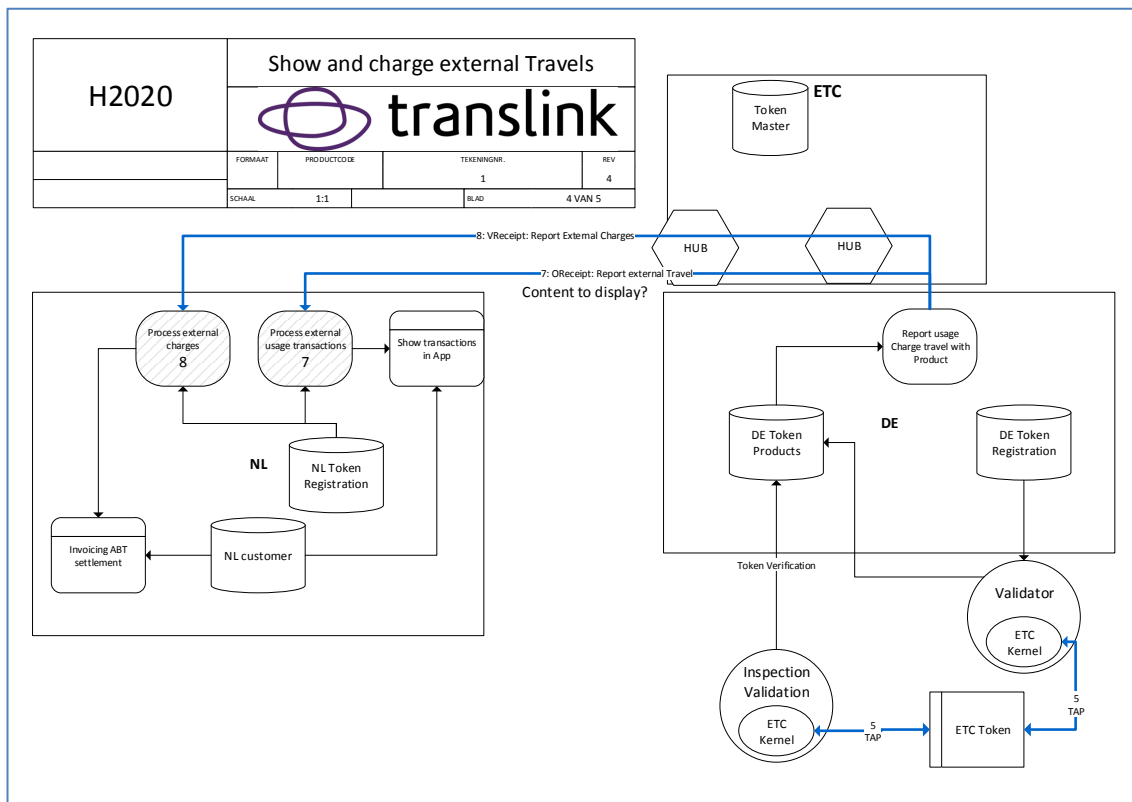 H2020
Show and charge external Travels
translink
FORMAAT
PRODUCTCODE
TEKENINGNR.
REV
1
4
SCHAAL
1:1
BLAD
4 VAN 5
ETC
Token
Master
HUB
HUB
8: VReceipt: Report External Charges
7: OReceipt: Report external Travel
Content to display?
Process external
charges
8
Process external
usage transactions
7
Show transactions
in App
NL
NL Token
Registration
Invoicing ABT
settlement
NL customer
Report usage
Charge travel with
Product
DE
DE Token
Products
DE Token
Registration
Token Verification
Validator
ETC
Kernel
Inspection
Validation
ETC
Kernel
5
TAP
ETC Token
5
TAP